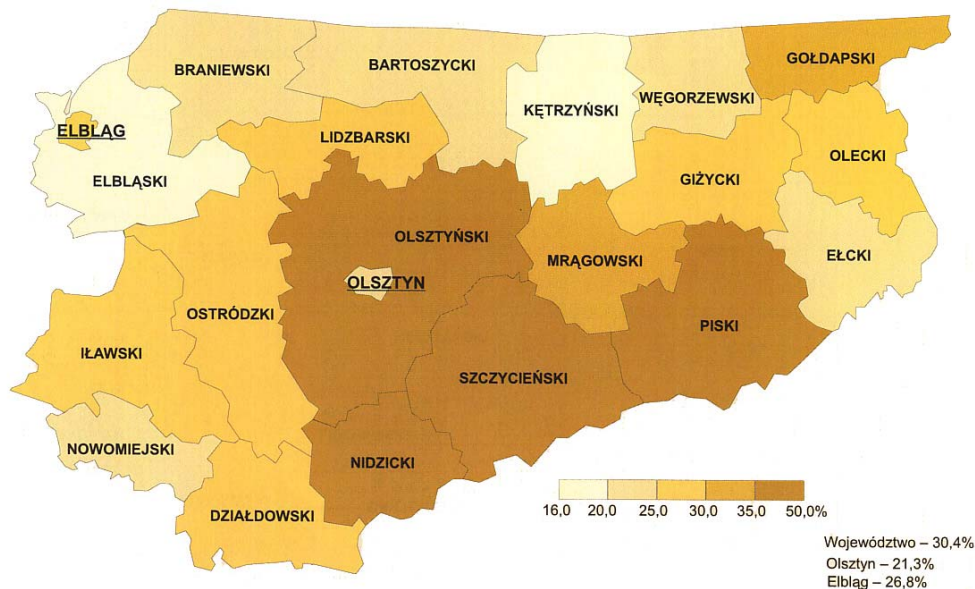 GOŁDAPSKI
BRANIEWSKI
BARTOSZYCKI
WĘGORZEWSKI
KĘTRZYŃSKI
ELBLĄG
LIDZBARSKI
OLECKI
ELBLĄSKI
GIŻYCKI
OLSZTYŃSKI
MRĄGOWSKI
EŁCKI
OLSZTYN
OSTRÓDZKI
PISKI
IŁAWSKI
SZCZYCIEŃSKI
NOWOMIEJSKI
NIDZICKI
DZIAŁDOWSKI
16,0 20,0 25,0 30,0 35,0 50,0%
Województwo – 30,4%
Olsztyn – 21,3%
Elbląg – 26,8%